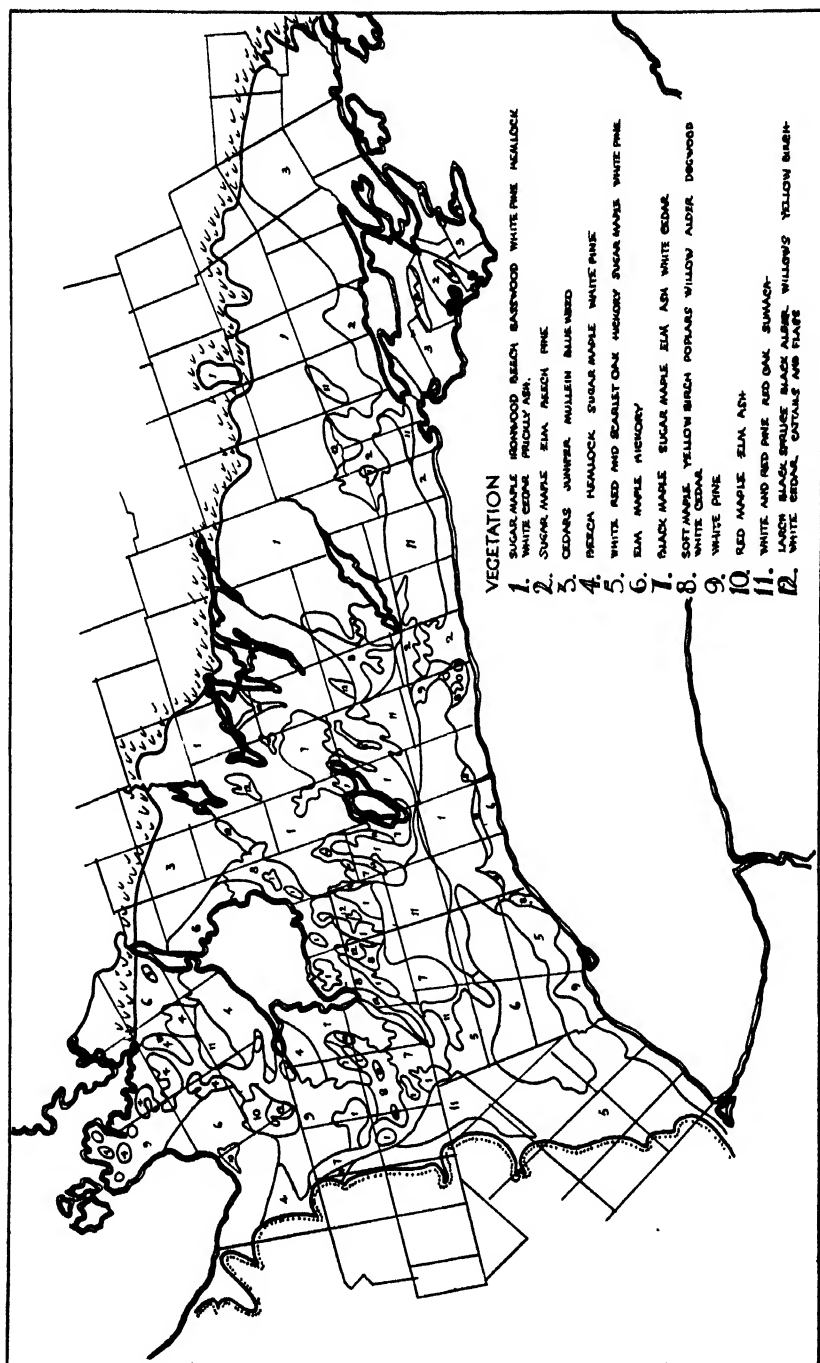 VEGETATION
1. SUGAR MAPLE IRONWOOD BEECH BASSWOOD WHITE PINE HEMLOCK
WHITE CEDAR PRICKLY ASH.
2. SUGAR MAPLE ELM BEECH PINE
3. CEDARS JUNIPER MULLEIN BLUE WEED
4. BEECH HEMLOCK SUGAR MAPLE WHITE PINE
5. WHITE RED AND SCARLET OAK HICKORY SUGAR MAPLE WHITE PINE
6. ELM MAPLE HICKORY
7. BLACK MAPLE SUGAR MAPLE ELM ASH WHITE CEDAR.
8. SOFT MAPLE YELLOW BIRCH POPLARS WILLOW ALDER DOGWOOD
WHITE CEDAR
9. WHITE PINE
10. RED MAPLE ELM ASH
11. WHITE AND RED PINE RED OAK SUMACH-
12. LARCH BLACK SPRUCE BLACK ALDER WILLOWS YELLOW BIRCH-
WHITE CEDAR, CATTAILS AND FLAGS